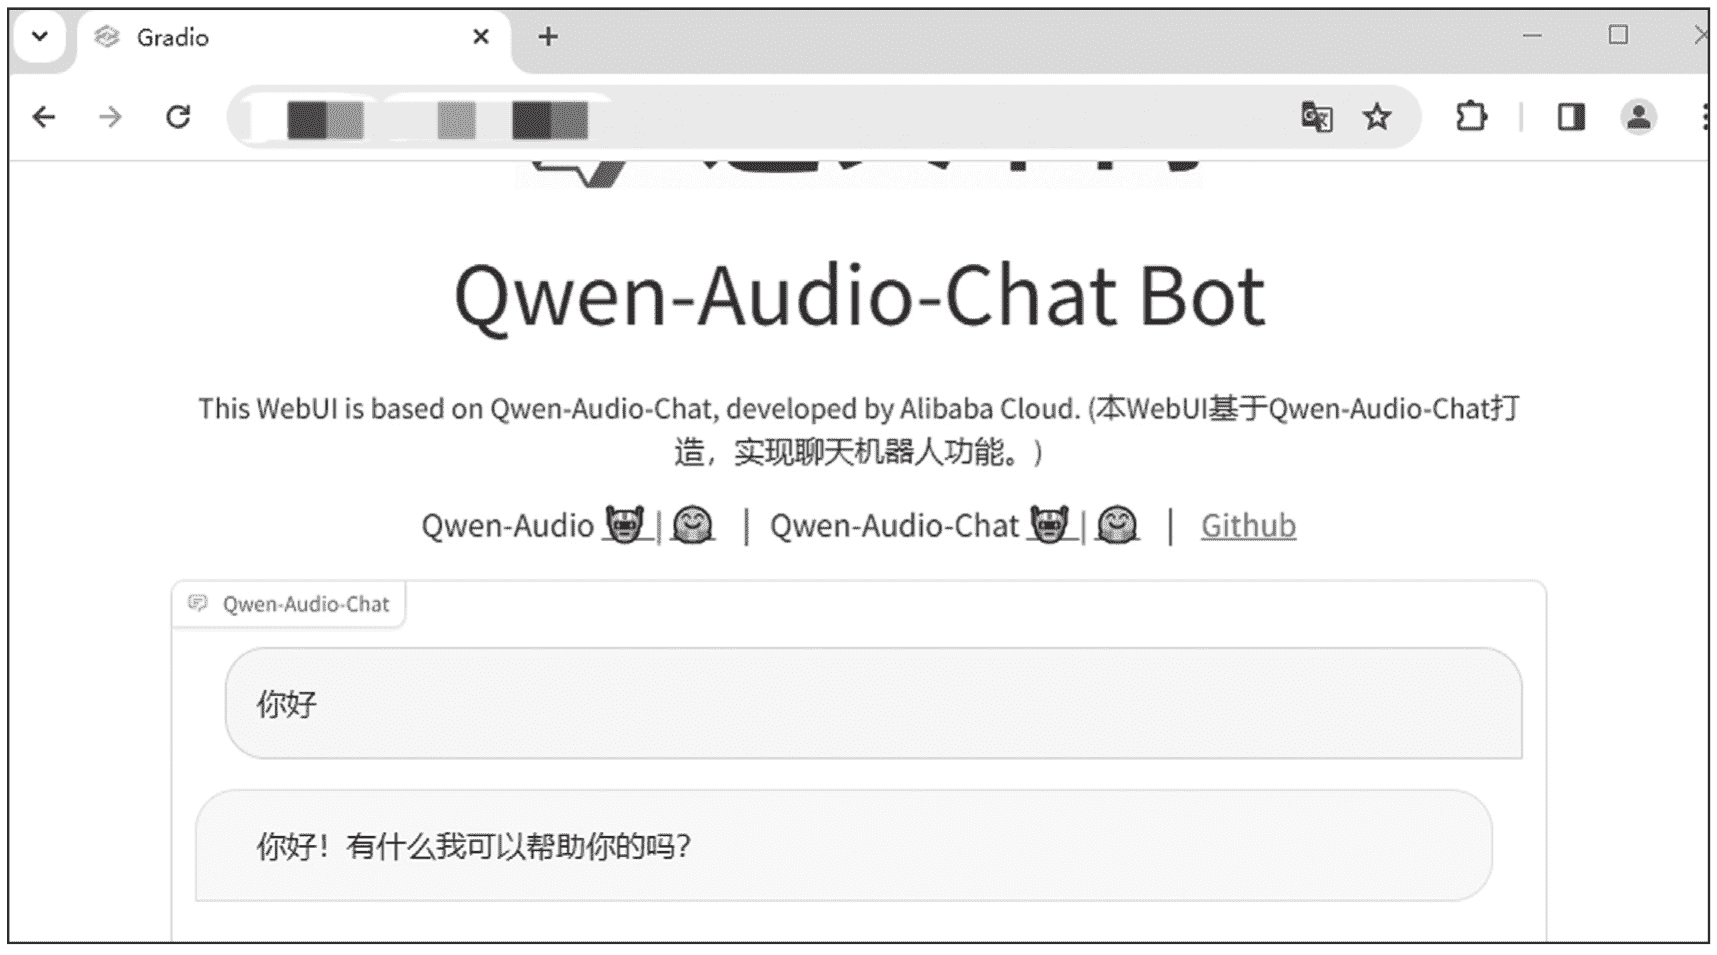 Gradio
Qwen-Audio-Chat Bot
This WebUI is based on Qwen-Audio-Chat, developed by Alibaba Cloud. (本WebUI基于Qwen-Audio-Chat打
造，实现聊天机器人功能。)
Qwen-Audio | | Qwen-Audio-Chat | | Github
Qwen-Audio-Chat
你好
你好！有什么我可以帮助你的吗？